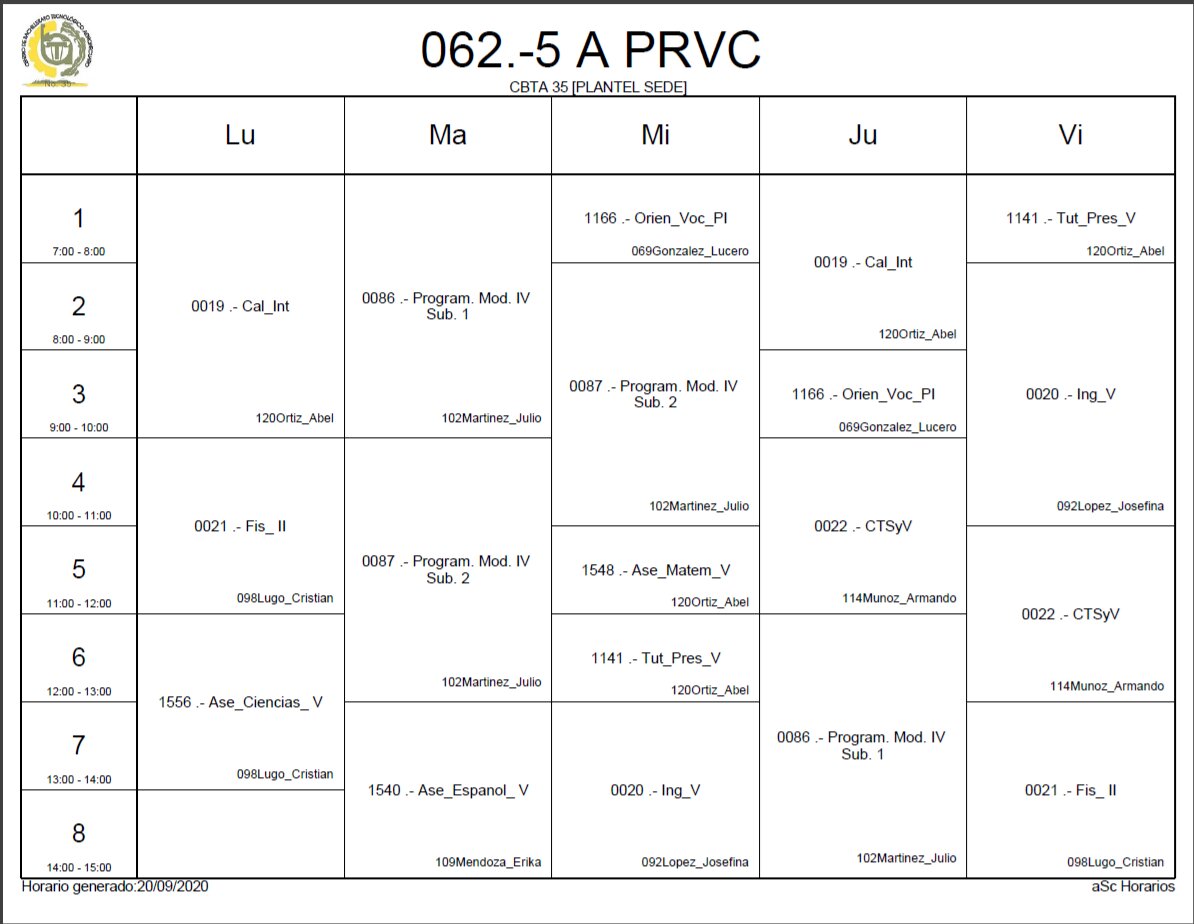 CENTRO DE BACHILLERATO TECNOLÓGICO AGROPECUARIO
No. 35
062.-5 A PRVC
CBTA 35 [PLANTEL SEDE]
Lu Ma Mi Ju Vi
1
7:00 - 8:00
2
8:00 - 9:00
3
9:00 - 10:00
4
10:00 - 11:00
5
11:00 - 12:00
6
12:00 - 13:00
7
13:00 - 14:00
8
14:00 - 15:00
0019 .- Cal_Int
120Ortiz_Abel
0021 .- Fis_ II
098Lugo_Cristian
1556 .- Ase_Ciencias_ V
098Lugo_Cristian
0086 .- Program. Mod. IV
Sub. 1
102Martinez_Julio
0087 .- Program. Mod. IV
Sub. 2
102Martinez_Julio
1540 .- Ase_Espanol_ V
109Mendoza_Erika
1166 .- Orien_Voc_PI
069Gonzalez_Lucero
0087 .- Program. Mod. IV
Sub. 2
102Martinez_Julio
1548 .- Ase_Matem_V
120Ortiz_Abel
1141 .- Tut_Pres_V
120Ortiz_Abel
0020 .- Ing_V
092Lopez_Josefina
0019 .- Cal_Int
120Ortiz_Abel
1166 .- Orien_Voc_PI
069Gonzalez_Lucero
0022 .- CTSyV
114Munoz_Armando
0086 .- Program. Mod. IV
Sub. 1
102Martinez_Julio
1141 .- Tut_Pres_V
120Ortiz_Abel
0020 .- Ing_V
092Lopez_Josefina
0022 .- CTSyV
114Munoz_Armando
0021 .- Fis_ II
098Lugo_Cristian
Horario generado:20/09/2020
aSc Horarios